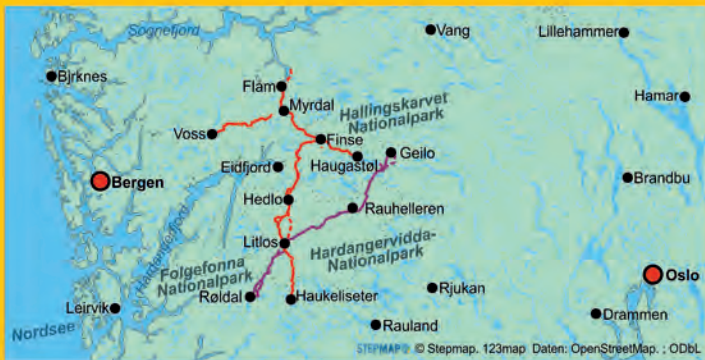 Sognefjord
Vang
Lillehammer
Bjrknes
Flåm
Hamar
Myrdal
Hallingskarvet
Nationalpark
Voss
Finse
Geilo
Eidfjord
Haugastøl
Bergen
Brandbu
Hedlo
Rauhelleren
Hardangerfjord
Litlos
Hardangervidda-
Nationalpark
Folgefonna
Nationalpark
Oslo
Røldal
Haukeliseter
Rjukan
Leirvik
Drammen
Nordsee
Rauland
STEPMAP © Stepmap, 123map Daten: OpenStreetMap. ; ODbL